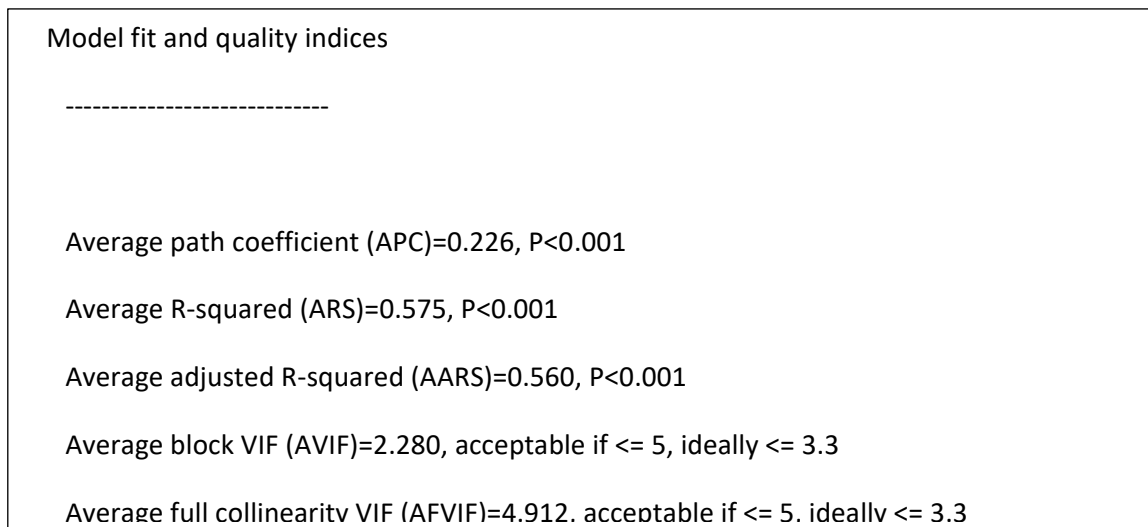 Model fit and quality indices
-----------------------------
Average path coefficient (APC)=0.226, P<0.001
Average R-squared (ARS)=0.575, P<0.001
Average adjusted R-squared (AARS)=0.560, P<0.001
Average block VIF (AVIF)=2.280, acceptable if <= 5, ideally <= 3.3
Average full collinearity VIF (AFVIF)=4.912, acceptable if <= 5, ideally <= 3.3